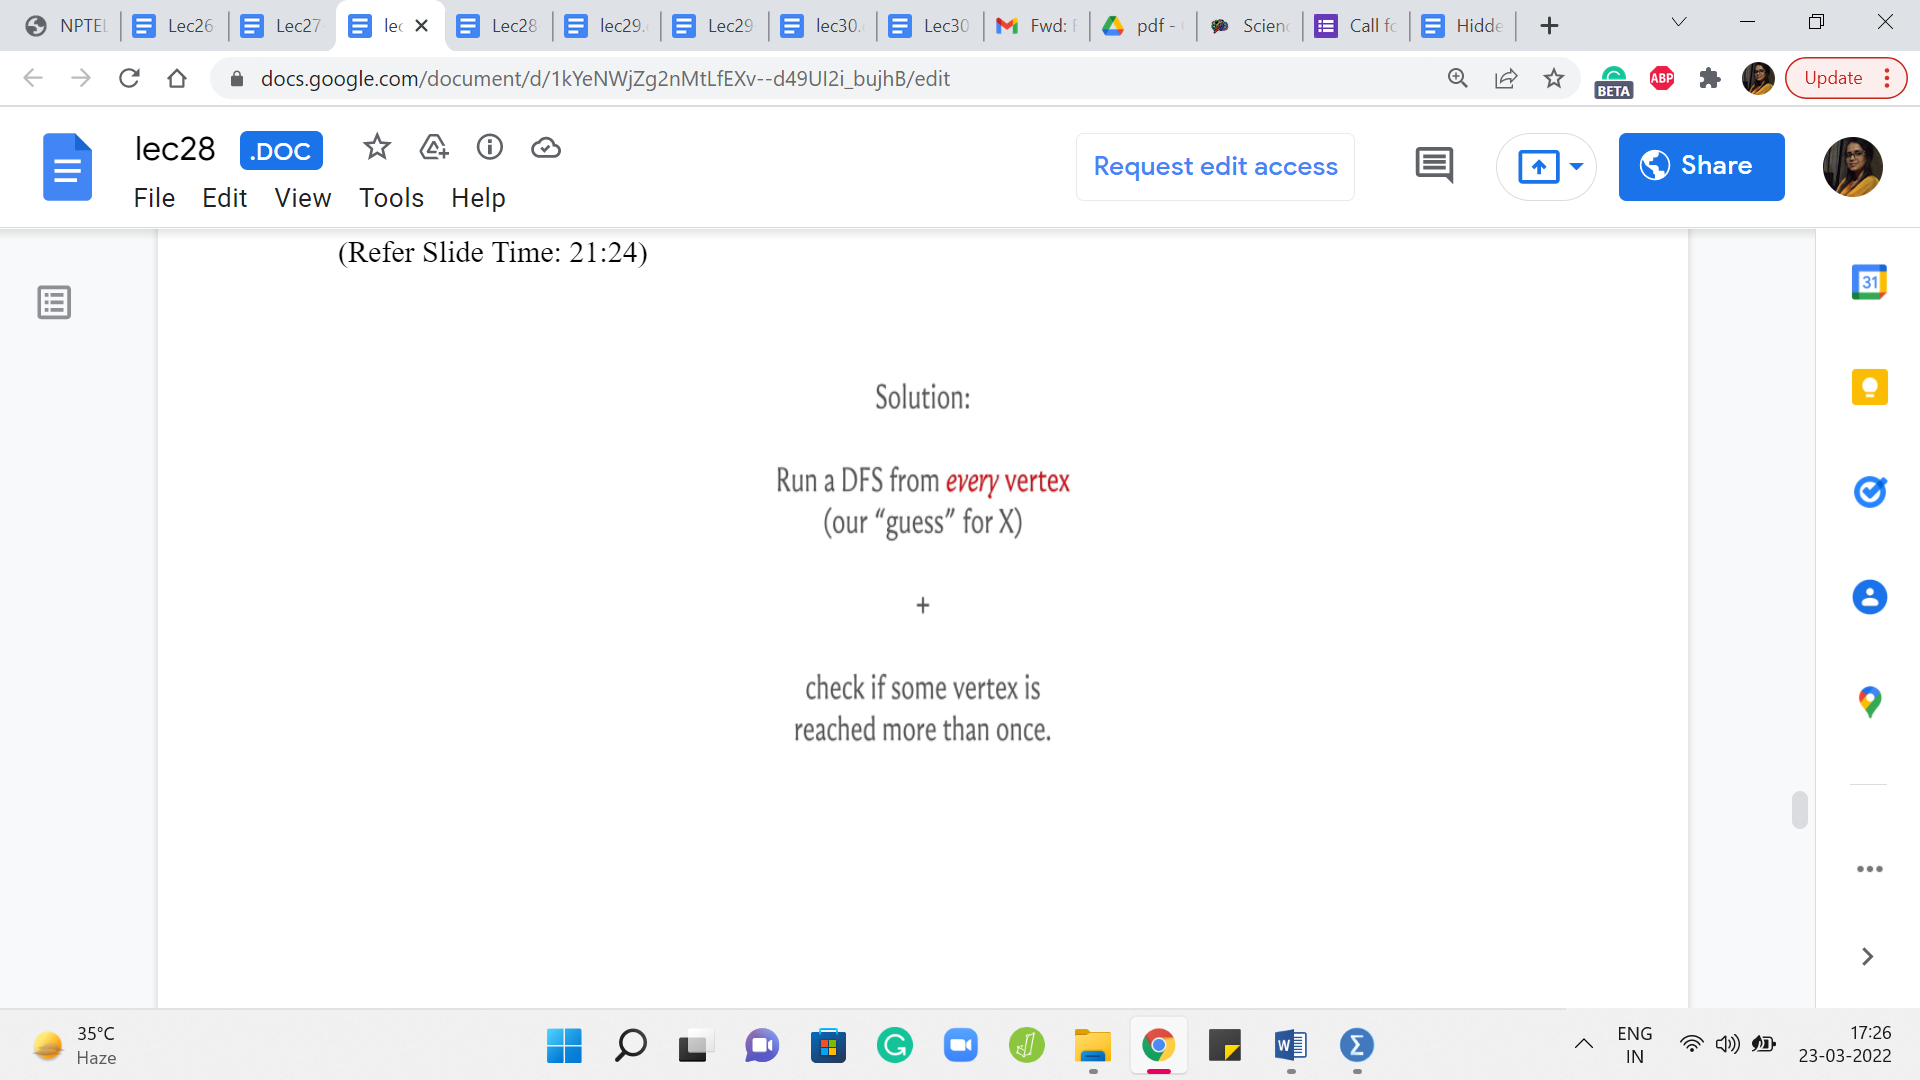 NPTEL
Lec26
Lec27
lec
Lec28
lec29.
Lec29
lec30.
Lec30
Fwd:
pdf -
Scien
Call fo
Hidde
docs.google.com/document/d/1kYeNWjZg2nMtLfEXv--d49UI2i_bujhB/edit
BETA
ABP
Update
lec28
.DOC
Request edit access
Share
File Edit View Tools Help
31
(Refer Slide Time: 21:24)
Solution:
Run a DFS from every vertex
(our “guess” for X)
+
check if some vertex is
reached more than once.
35°C
Haze
ENG
IN
17:26
23-03-2022